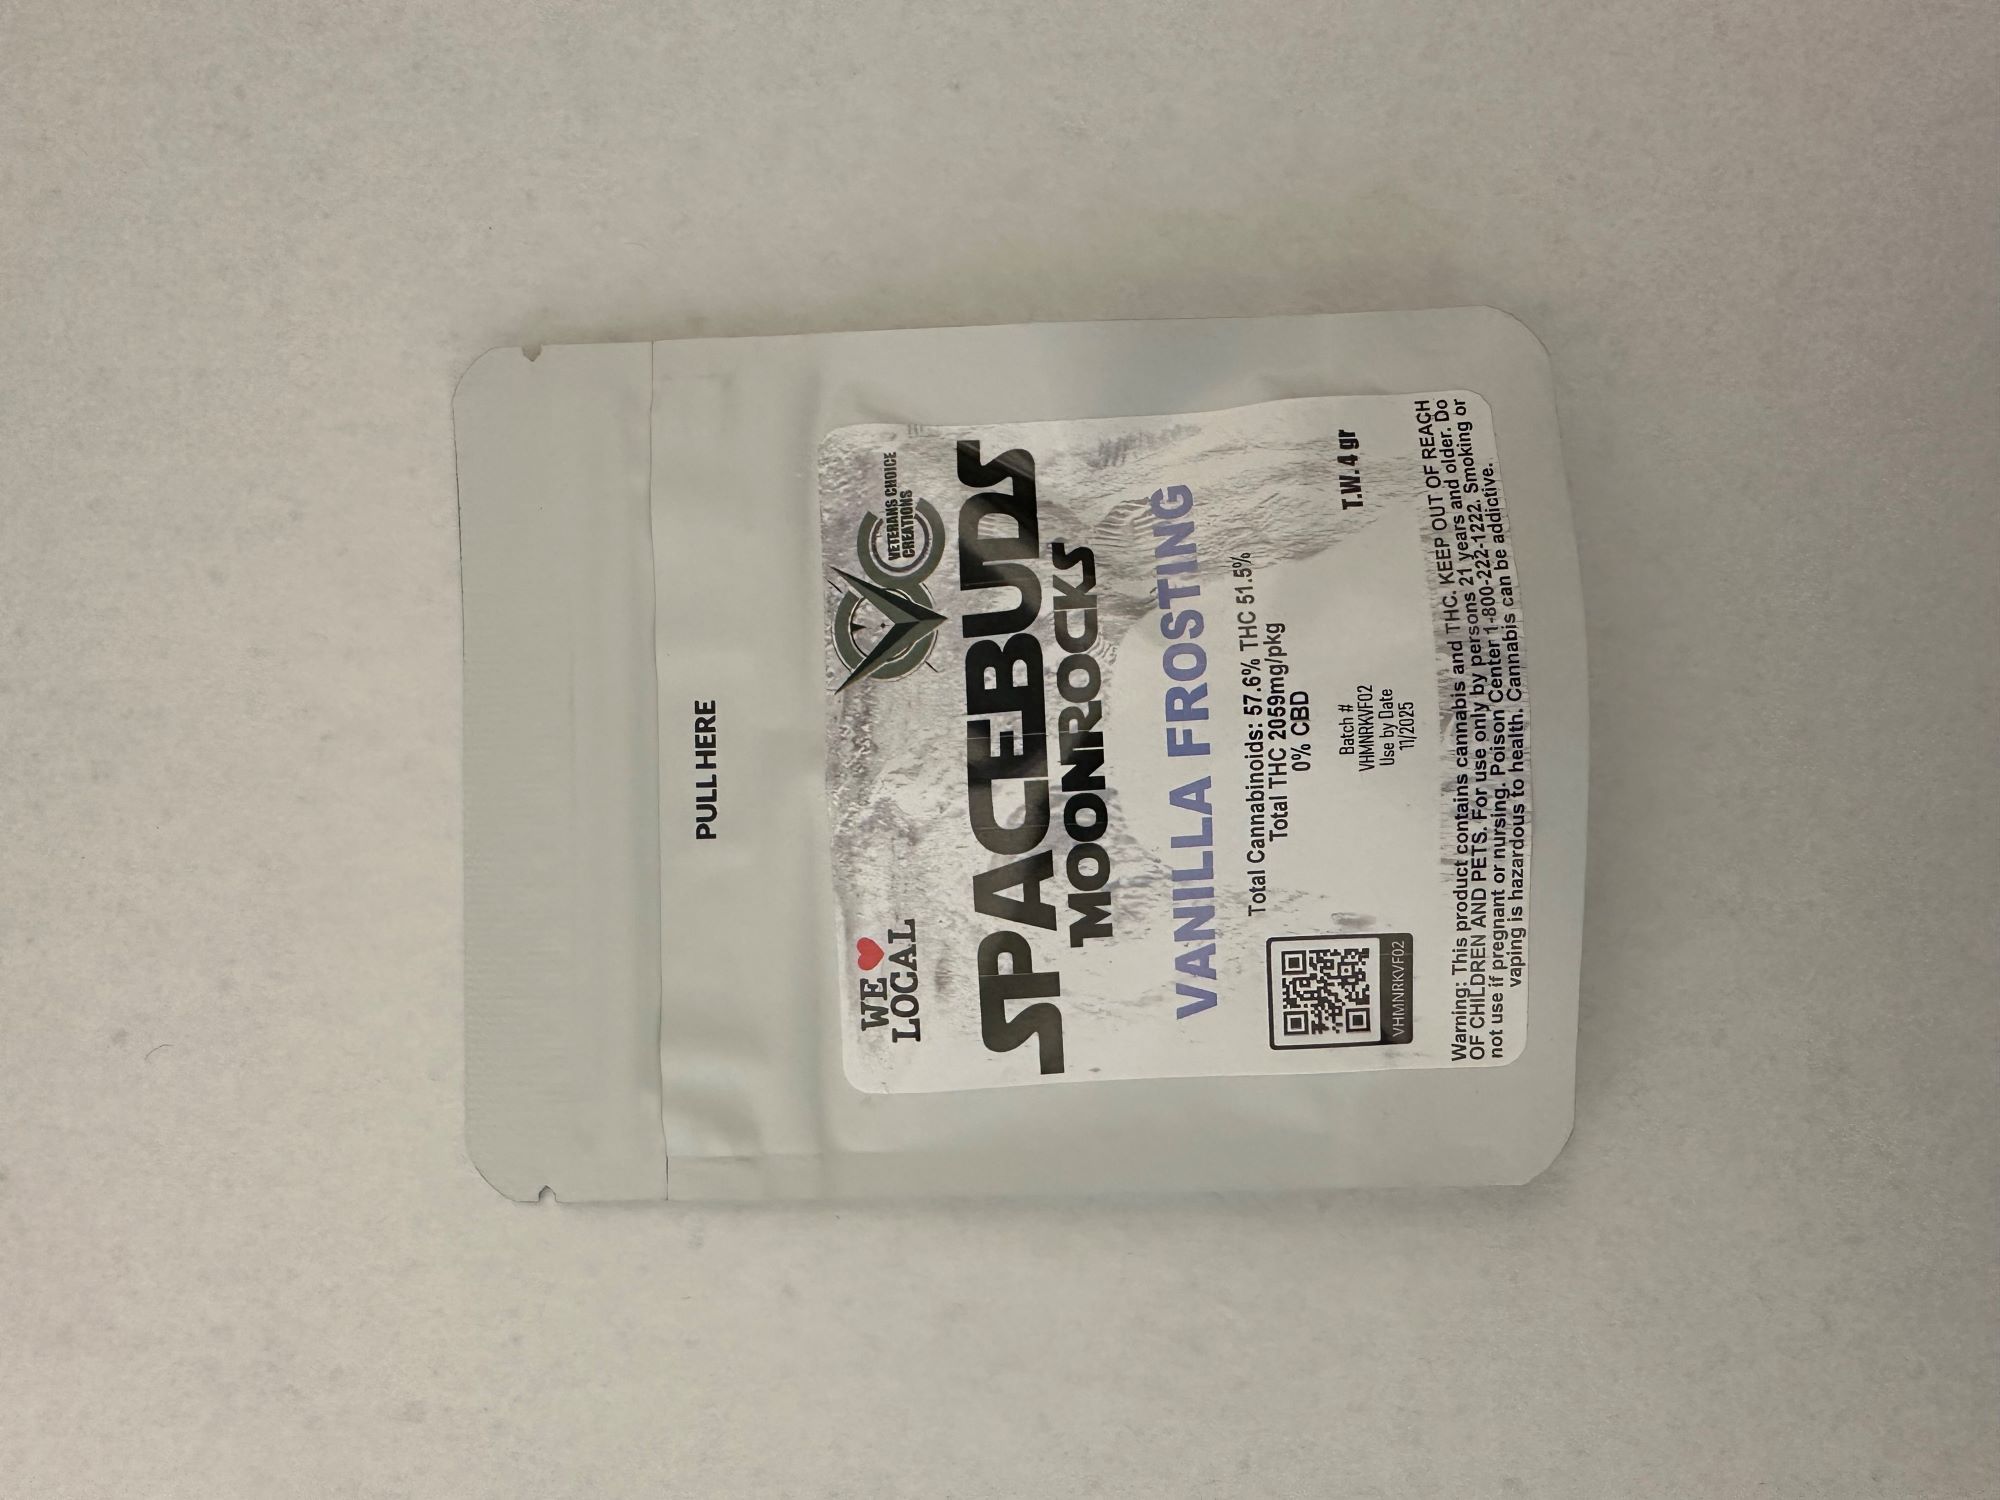 PULL HERE
WE ❤
LOCAL
VETERANS CHOICE
CREATIONS
SPACEBUDS
MOONROCKS
VANILLA FROSTING
Total Cannabinoids: 57.6% THC 51.5%
Total THC 2059mg/pkg
0% CBD
T.W. 4 gr
Batch #
VHMNRKVF02
Use by Date
11/2025
VHMNRKVF02
Warning: This product contains cannabis and THC. KEEP OUT OF REACH
OF CHILDREN AND PETS. For use only by persons 21 years and older. Do
not use if pregnant or nursing. Poison Center 1-800-222-1222. Smoking or
vaping is hazardous to health. Cannabis can be addictive.